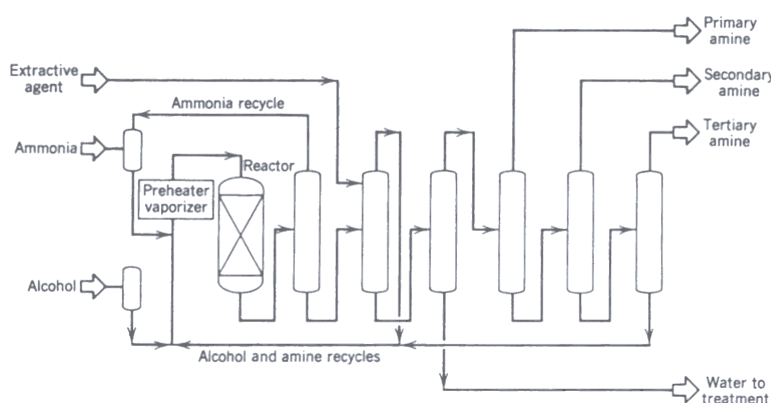 Primary
amine
Extractive
agent
Secondary
amine
Ammonia recycle
Ammonia
Tertiary
amine
Reactor
Preheater
vaporizer
Alcohol
Alcohol and amine recycles
Water to
treatment